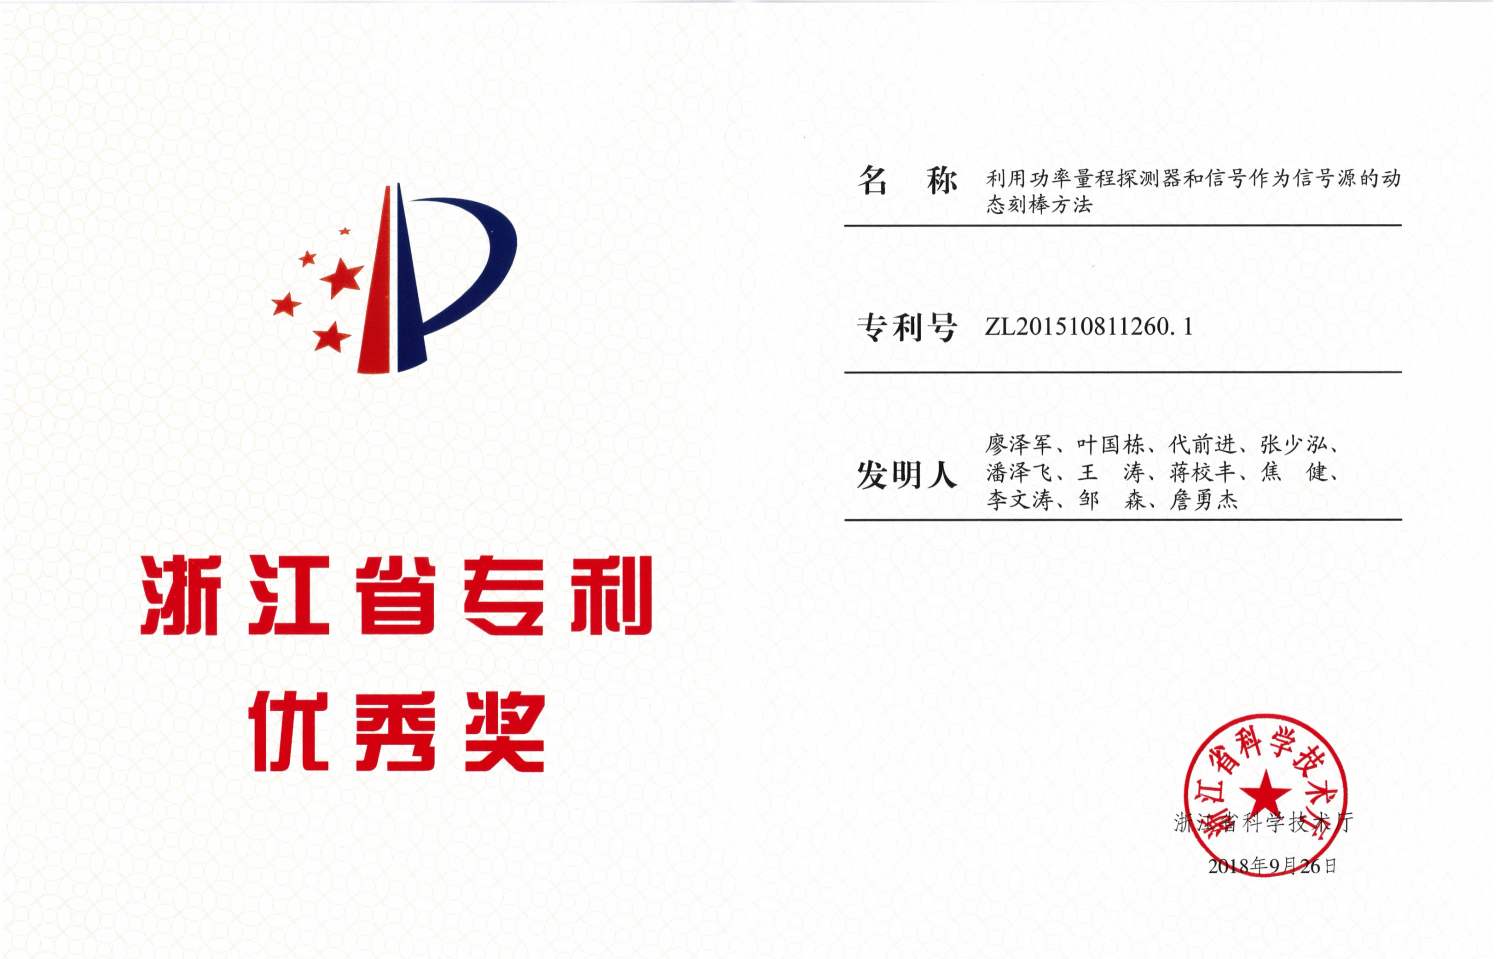 浙江省专利
优秀奖
名 称 利用功率量程探测器和信号作为信号源的动
态刻棒方法
专利号 ZL201510811260.1
发明人 廖泽军、叶国栋、代前进、张少泓、
潘泽飞、王 涛、蒋校丰、焦 健、
李文涛、邹 森、詹勇杰
浙江省科学技术厅
浙江省科学技术厅
2018年9月26日